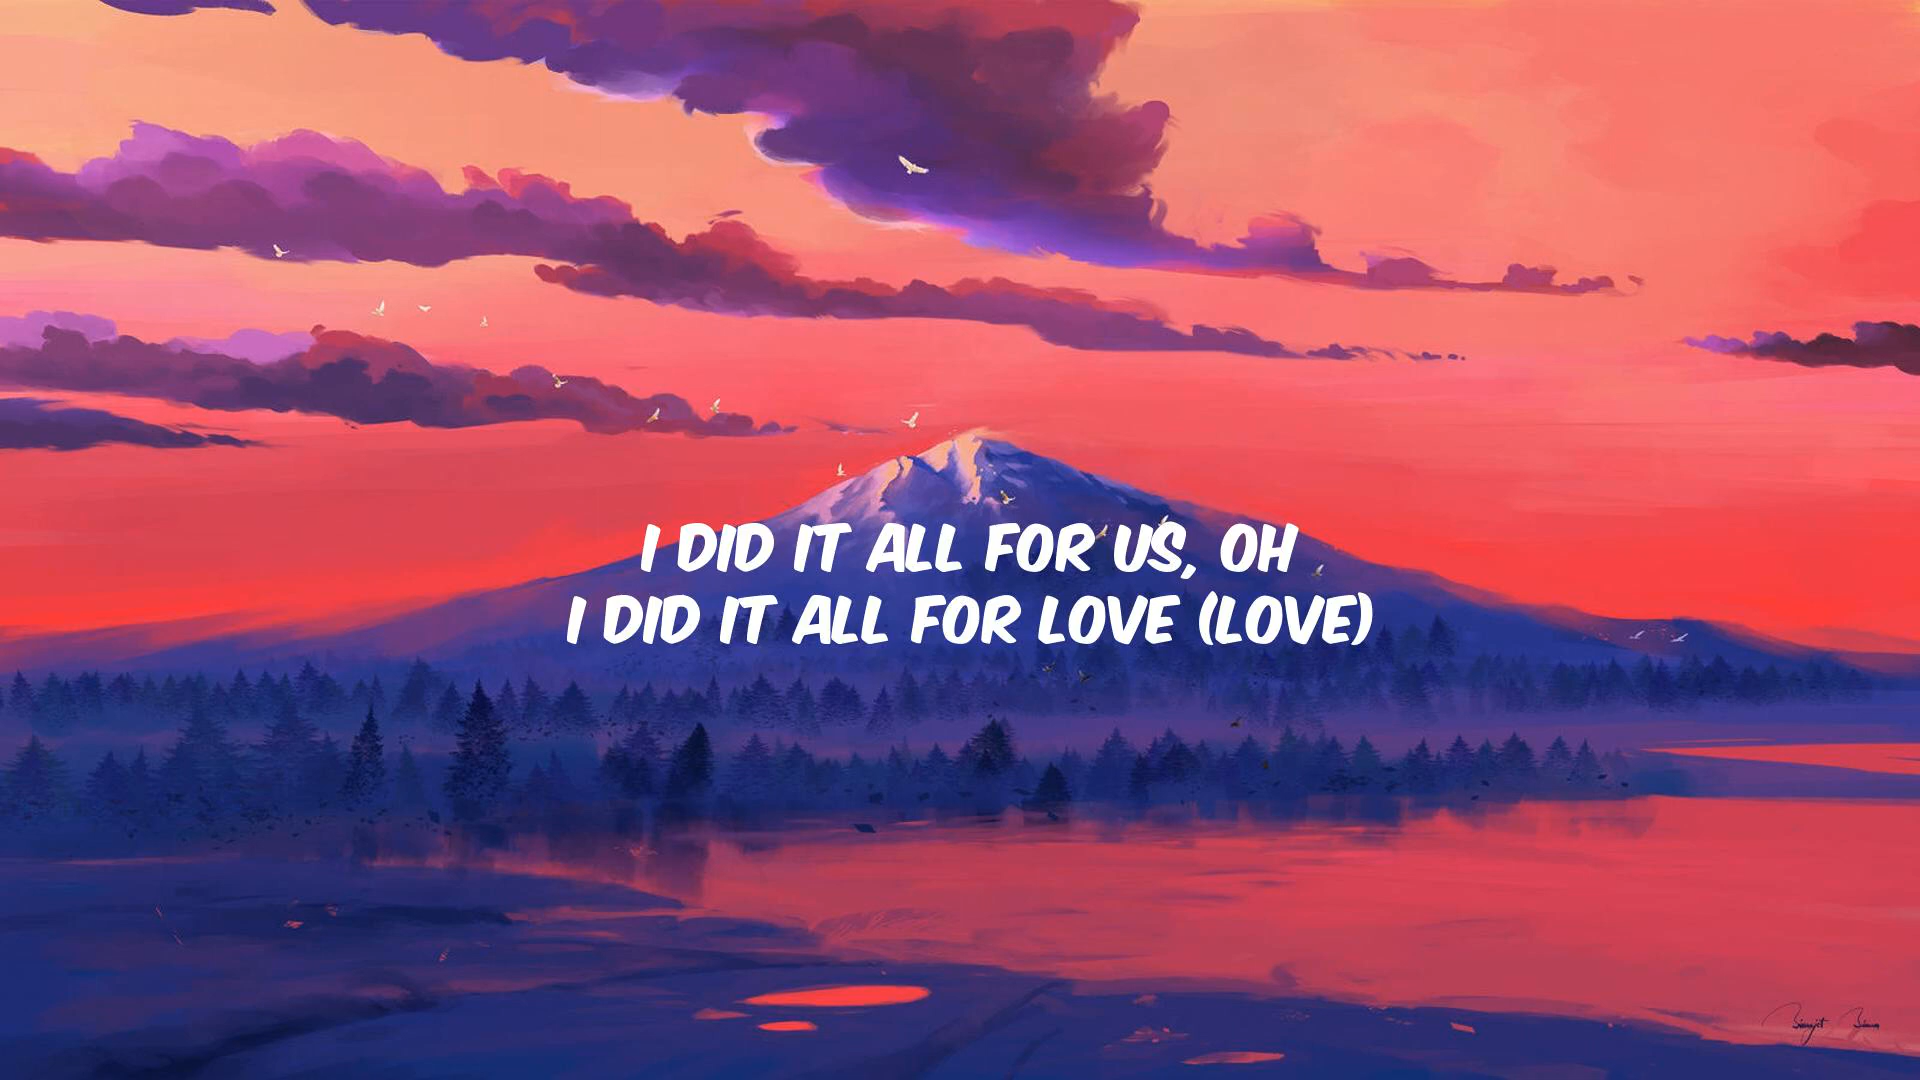 I DID IT ALL FOR US, OH
I DID IT ALL FOR LOVE (LOVE)